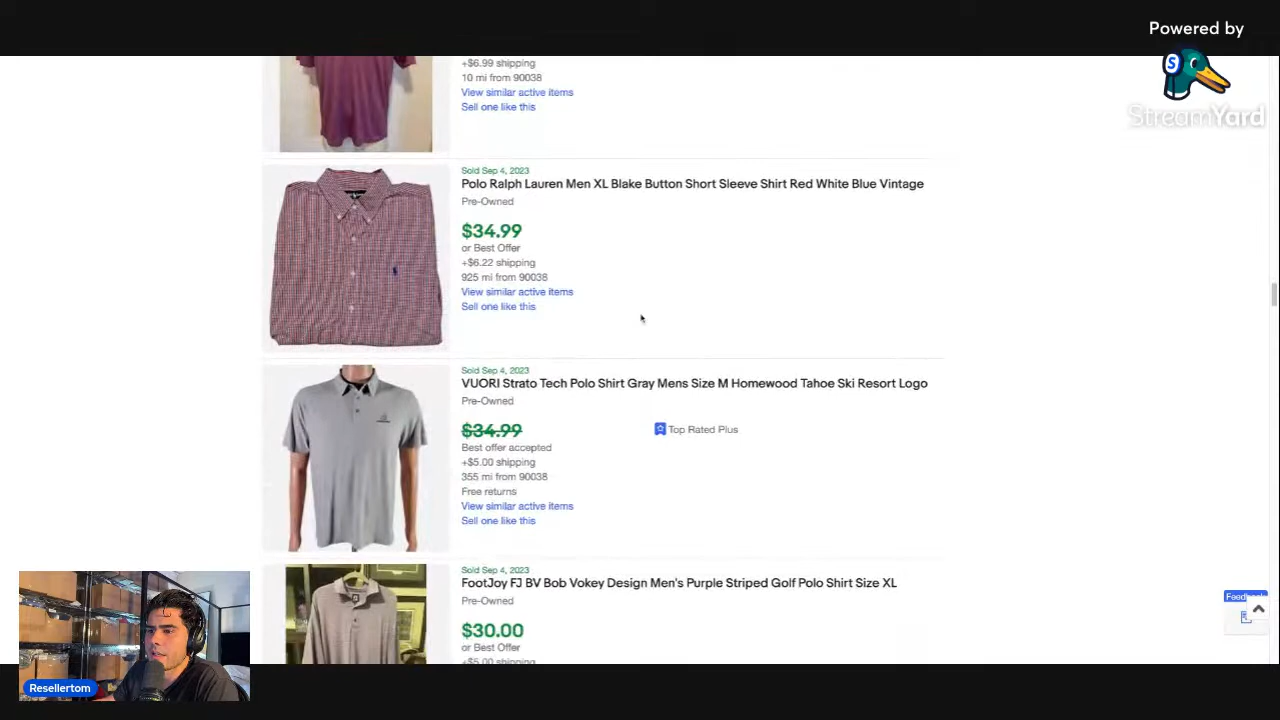 Powered by
StreamYard
+$6.99 shipping
10 mi from 90038
View similar active items
Sell one like this
Sold Sep 4, 2023
Polo Ralph Lauren Men XL Blake Button Short Sleeve Shirt Red White Blue Vintage
Pre-Owned
$34.99
or Best Offer
+$6.22 shipping
925 mi from 90038
View similar active items
Sell one like this
Sold Sep 4, 2023
VUORI Strato Tech Polo Shirt Gray Mens Size M Homewood Tahoe Ski Resort Logo
Pre-Owned
$34.99
Top Rated Plus
Best offer accepted
+$5.00 shipping
355 mi from 90038
Free returns
View similar active items
Sell one like this
Sold Sep 4, 2023
FootJoy FJ BV Bob Vokey Design Men's Purple Striped Golf Polo Shirt Size XL
Pre-Owned
$30.00
or Best Offer
+$5.00 shipping
Resellertom